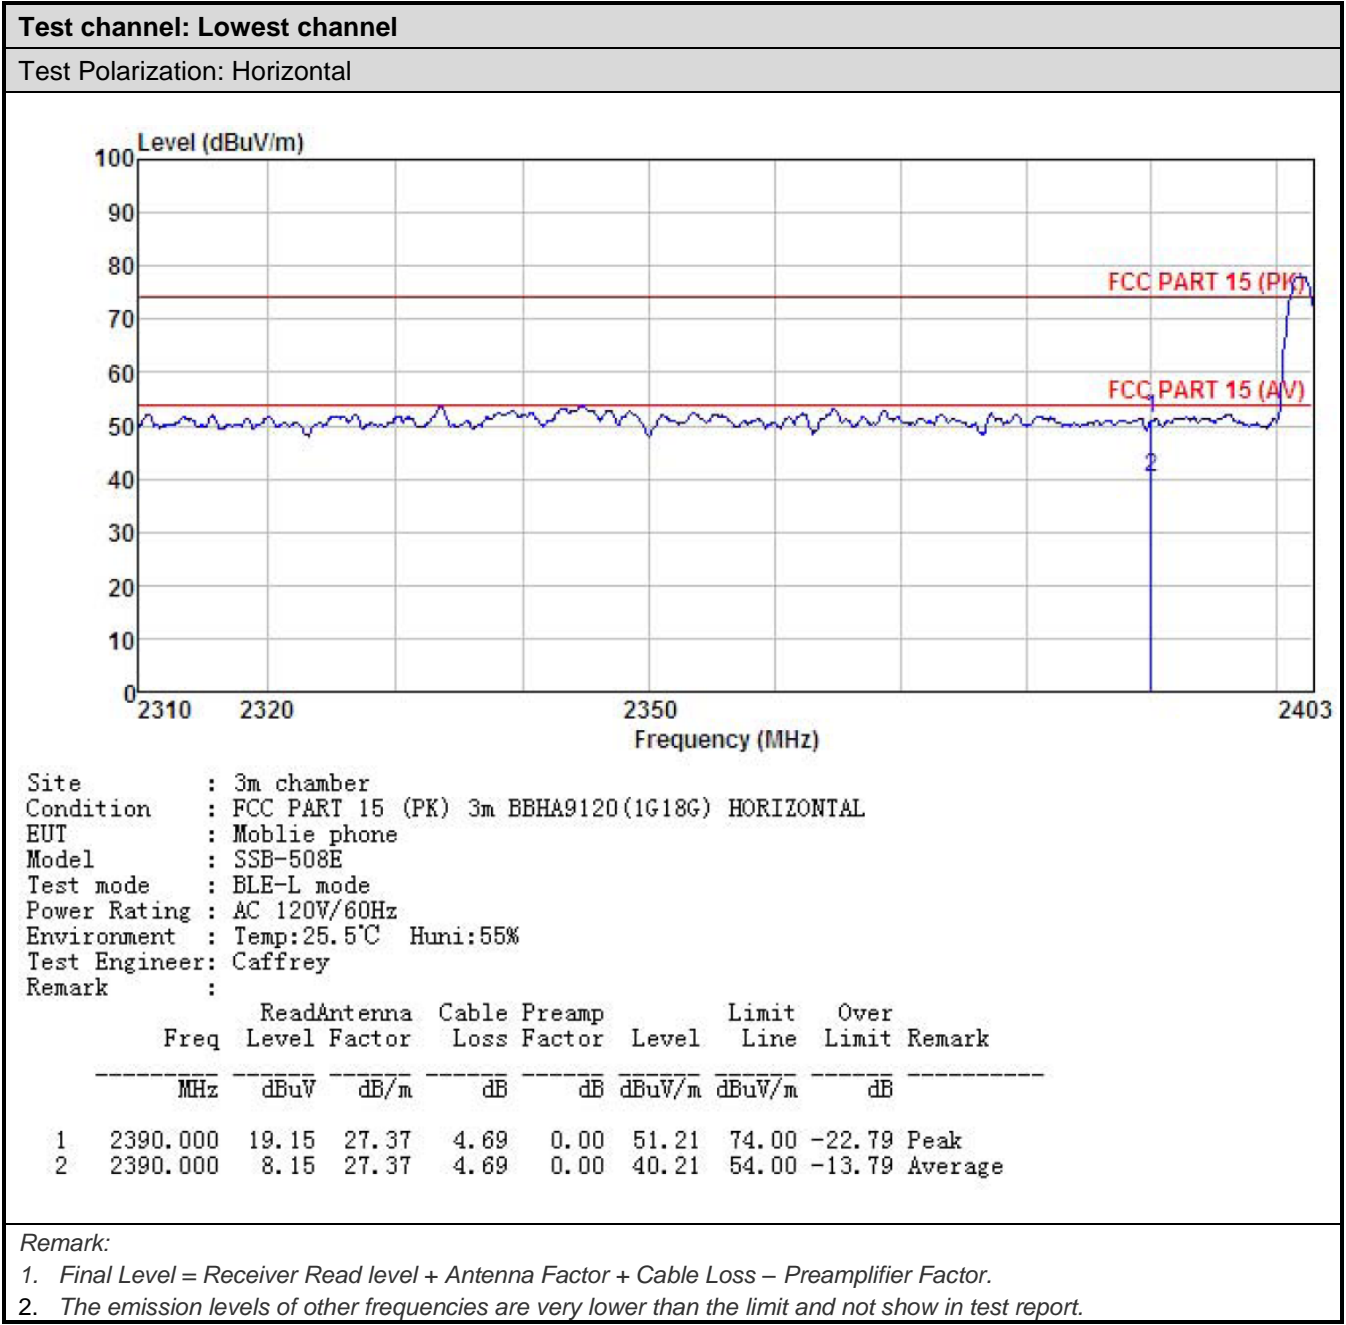 Test channel: Lowest channel
Test Polarization: Horizontal
Level (dBuV/m)
100
90
80
FCC PART 15 (PK)
70
60
FCC PART 15 (AV)
1
50
2
40
30
20
10
0
2310 2320 2350 2403
Frequency (MHz)
Site : 3m chamber
Condition : FCC PART 15 (PK) 3m BBHA9120(1G18G) HORIZONTAL
EUT : Moblie phone
Model : SSB-508E
Test mode : BLE-L mode
Power Rating : AC 120V/60Hz
Environment : Temp:25.5℃ Huni:55%
Test Engineer: Caffrey
Remark :
ReadAntenna Cable Preamp Limit Over
Freq Level Factor Loss Factor Level Line Limit Remark
MHz dBuV dB/m dB dB dBuV/m dBuV/m dB
1 2390.000 19.15 27.37 4.69 0.00 51.21 74.00 -22.79 Peak
2 2390.000 8.15 27.37 4.69 0.00 40.21 54.00 -13.79 Average
Remark:
1. Final Level = Receiver Read level + Antenna Factor + Cable Loss – Preamplifier Factor.
2. The emission levels of other frequencies are very lower than the limit and not show in test report.